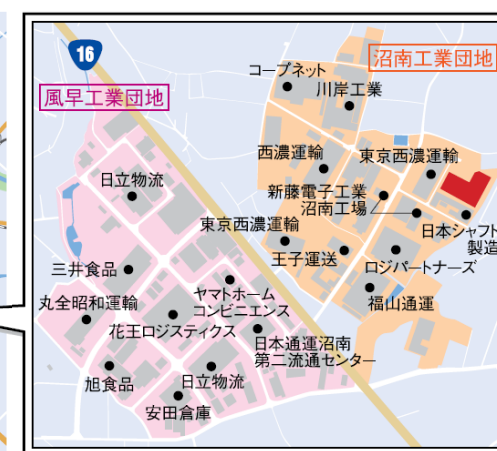 16
沼南工業団地
風早工業団地
コープネット
川岸工業
西濃運輸
東京西濃運輸
日立物流
新藤電子工業
沼南工場
東京西濃運輸
日本シャフト
製造
王子運送
ロジパートナーズ
三井食品
ヤマトホーム
コンビニエンス
福山通運
丸全昭和運輸
花王ロジスティクス
日本通運沼南
第二流通センター
旭食品
日立物流
安田倉庫